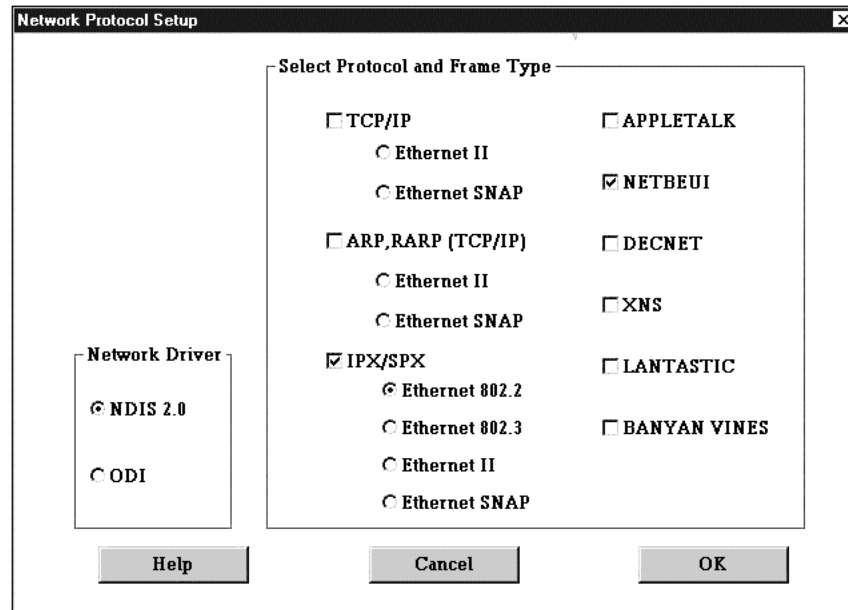 Network Protocol Setup
Select Protocol and Frame Type
TCP/IP
Ethernet II
Ethernet SNAP
ARP,RARP (TCP/IP)
Ethernet II
Ethernet SNAP
IPX/SPX
Ethernet 802.2
Ethernet 802.3
Ethernet II
Ethernet SNAP
APPLETALK
NETBEUI
DECNET
XNS
LANTASTIC
BANYAN VINES
Network Driver
NDIS 2.0
ODI
Help
Cancel
OK